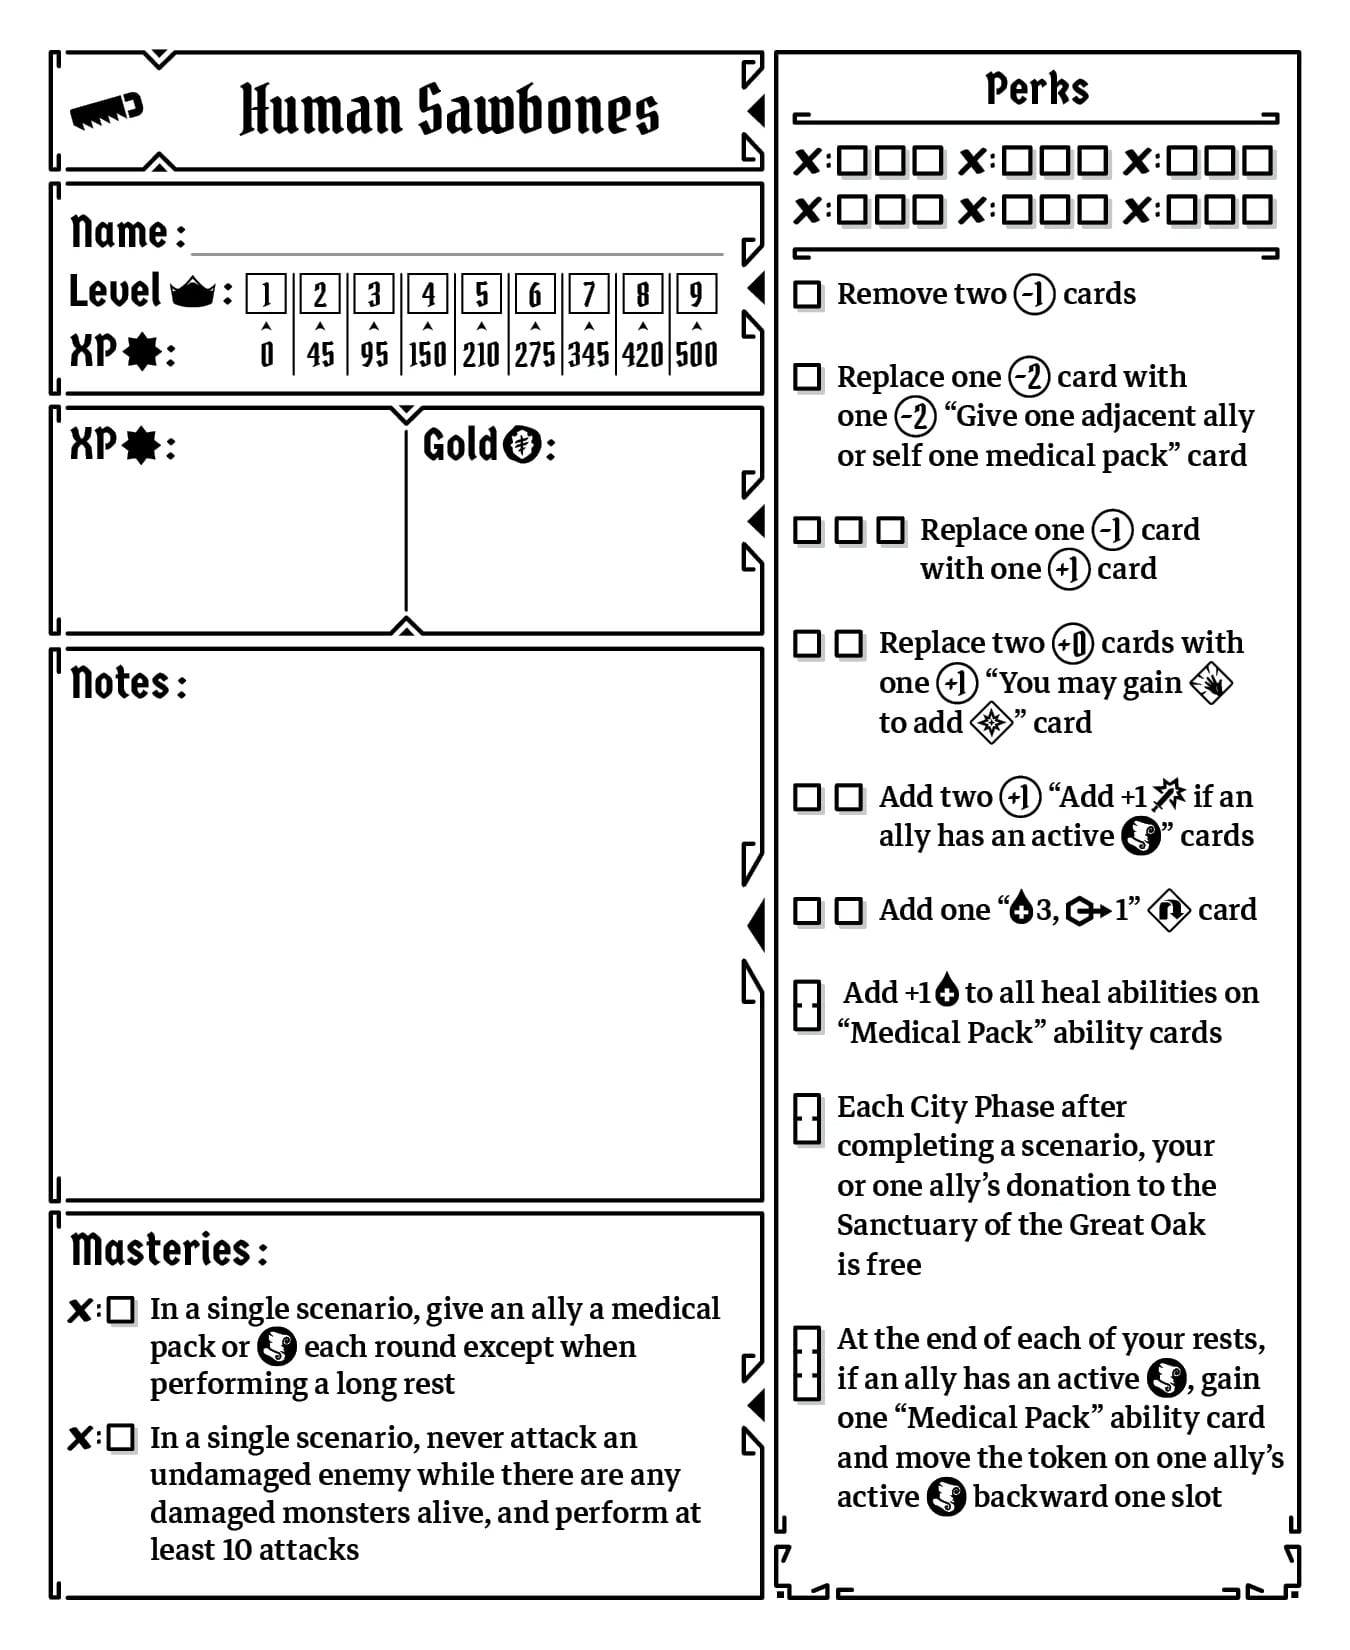 Human Sawbones
Name:
Level : 1 2 3 4 5 6 7 8 9
XP : 0 45 95 150 210 275 345 420 500
XP :
Gold :
Notes:
Masteries:
In a single scenario, give an ally a medical
pack or each round except when
performing a long rest
In a single scenario, never attack an
undamaged enemy while there are any
damaged monsters alive, and perform at
least 10 attacks
Perks
Remove two -1 cards
Replace one -2 card with
one -2 “Give one adjacent ally
or self one medical pack” card
Replace one -1 card
with one +1 card
Replace two +0 cards with
one +1 “You may gain
to add ” card
Add two +1 “Add +1 if an
ally has an active ” cards
Add one “ 3, 1” card
Add +1 to all heal abilities on
“Medical Pack” ability cards
Each City Phase after
completing a scenario, your
or one ally’s donation to the
Sanctuary of the Great Oak
is free
At the end of each of your rests,
if an ally has an active , gain
one “Medical Pack” ability card
and move the token on one ally’s
active backward one slot